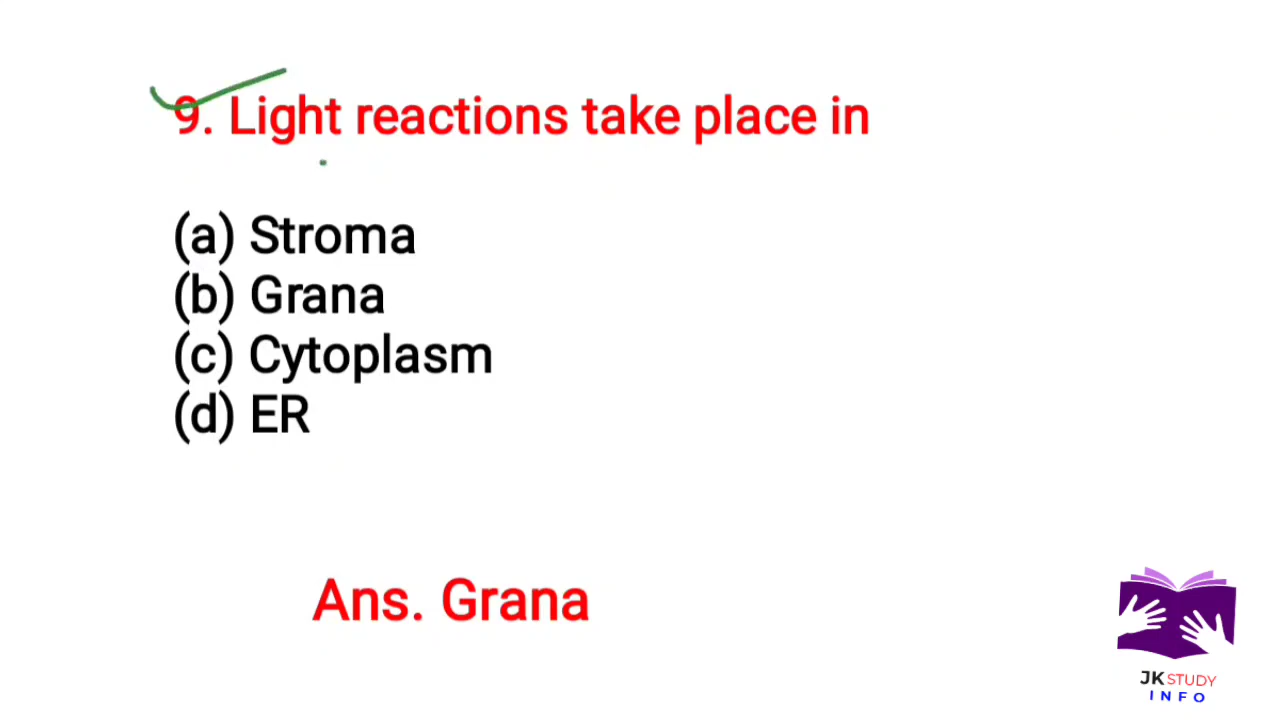 9. Light reactions take place in
(a) Stroma
(b) Grana
(c) Cytoplasm
(d) ER
Ans. Grana
JK STUDY
INFO